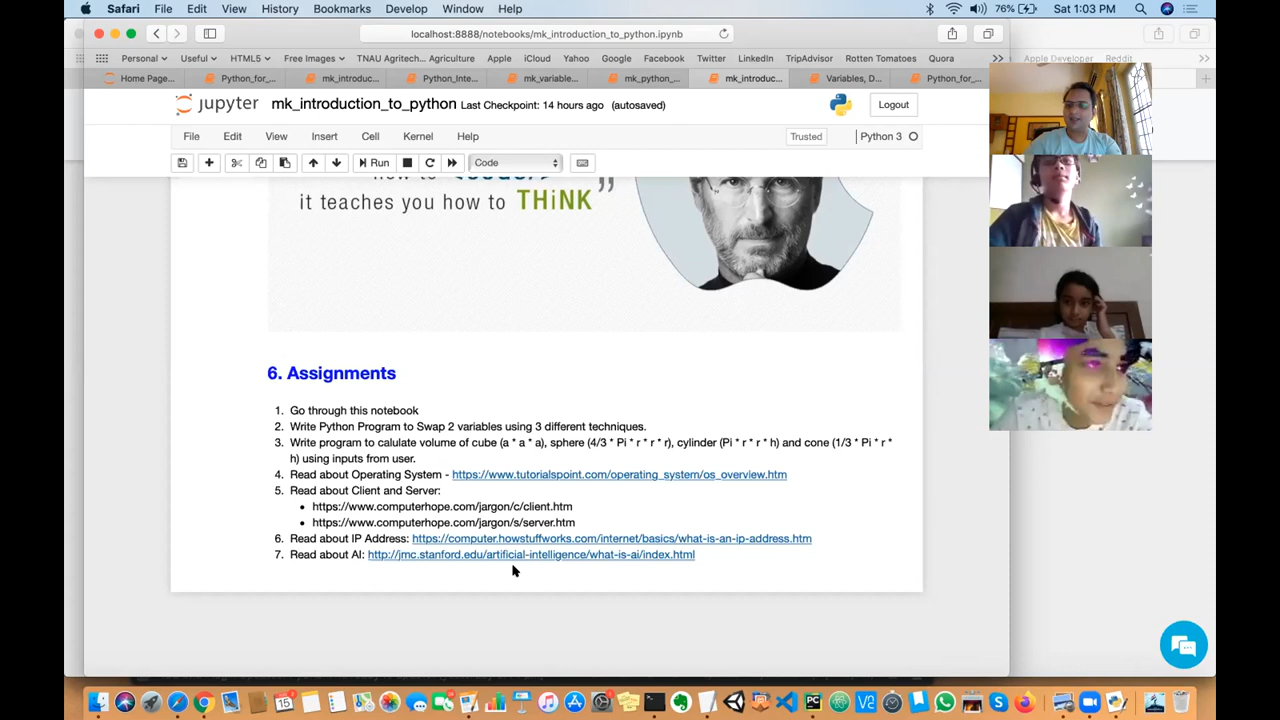 Safari File Edit View History Bookmarks Develop Window Help 76% Sat 1:03 PM
localhost:8888/notebooks/mk_introduction_to_python.ipynb
Personal Useful HTML5 Free Images TNAU Agritech... Agriculture Apple iCloud Yahoo Google Facebook Twitter LinkedIn TripAdvisor Rotten Tomatoes Quora Apple Developer Reddit
Home Page... Python_for_... mk_introduc... Python_Inte... mk_variable... mk_python_... mk_introduc... Variables, D... Python_for_...
jupyter mk_introduction_to_python Last Checkpoint: 14 hours ago (autosaved) Logout
File Edit View Insert Cell Kernel Help Trusted Python 3
Run Code
how to
it teaches you how to THiNK”
6. Assignments
1. Go through this notebook
2. Write Python Program to Swap 2 variables using 3 different techniques.
3. Write program to calulate volume of cube (a * a * a), sphere (4/3 * Pi * r * r * r), cylinder (Pi * r * r * h) and cone (1/3 * Pi * r *
h) using inputs from user.
4. Read about Operating System - https://www.tutorialspoint.com/operating_system/os_overview.htm
5. Read about Client and Server:
• https://www.computerhope.com/jargon/c/client.htm
• https://www.computerhope.com/jargon/s/server.htm
6. Read about IP Address: https://computer.howstuffworks.com/internet/basics/what-is-an-ip-address.htm
7. Read about AI: http://jmc.stanford.edu/artificial-intelligence/what-is-ai/index.html